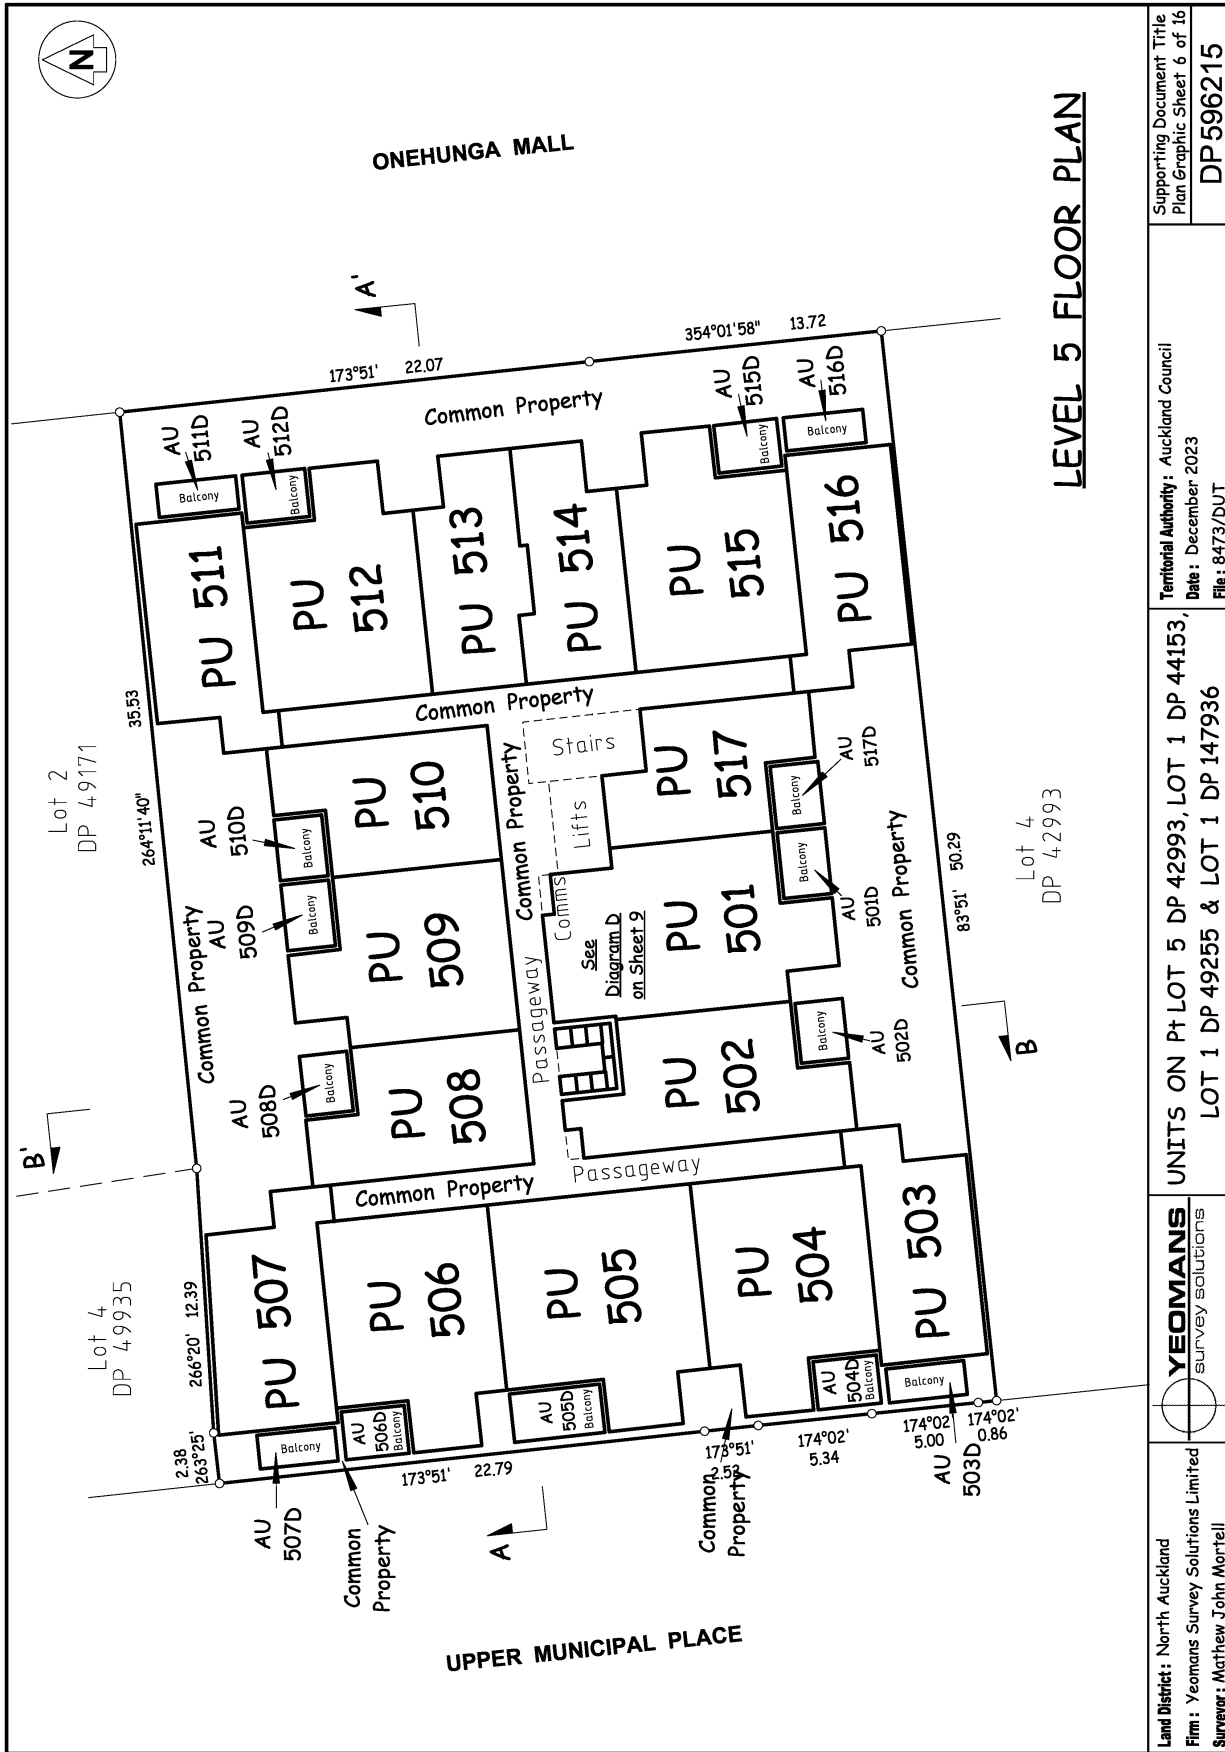 N
ONEHUNGA MALL
LEVEL 5 FLOOR PLAN
UPPER MUNICIPAL PLACE
Lot 4
DP 49935
Lot 2
DP 49171
Lot 4
DP 42993
B'
B
A
A'
2.38
263°25'
266°20' 12.39
264°11'40"
35.53
173°51' 22.07
354°01'58" 13.72
83°51' 50.29
173°51' 22.79
173°51'
2.52
174°02'
5.34
174°02
5.00
174°02'
0.86
Common Property
Common Property
Common Property
Common Property
Common Property
Common Property
Common
Property
Common
Property
PU 507
PU
506
PU
505
PU
504
PU 503
PU
508
PU
509
PU
510
PU
502
PU
501
PU
517
PU 511
PU
512
PU 513
PU 514
PU
515
PU 516
AU
507D
Balcony
AU
506D
Balcony
AU
505D
Balcony
AU
504D
Balcony
AU
503D
Balcony
AU
508D
Balcony
AU
509D
Balcony
AU
510D
Balcony
AU
502D
Balcony
AU
501D
Balcony
AU
517D
Balcony
AU
511D
Balcony
AU
512D
Balcony
AU
515D
Balcony
AU
516D
Balcony
Passageway
Passageway
Comms
Lifts
Stairs
See
Diagram D
on Sheet 9
Land District: North Auckland
Firm: Yeomans Survey Solutions Limited
Surveyor: Mathew John Mortell
YEOMANS
survey solutions
UNITS ON Pt LOT 5 DP 42993, LOT 1 DP 44153,
LOT 1 DP 49255 & LOT 1 DP 147936
Territorial Authority: Auckland Council
Date: December 2023
File: 8473/DUT
Supporting Document Title
Plan Graphic Sheet 6 of 16
DP 596215